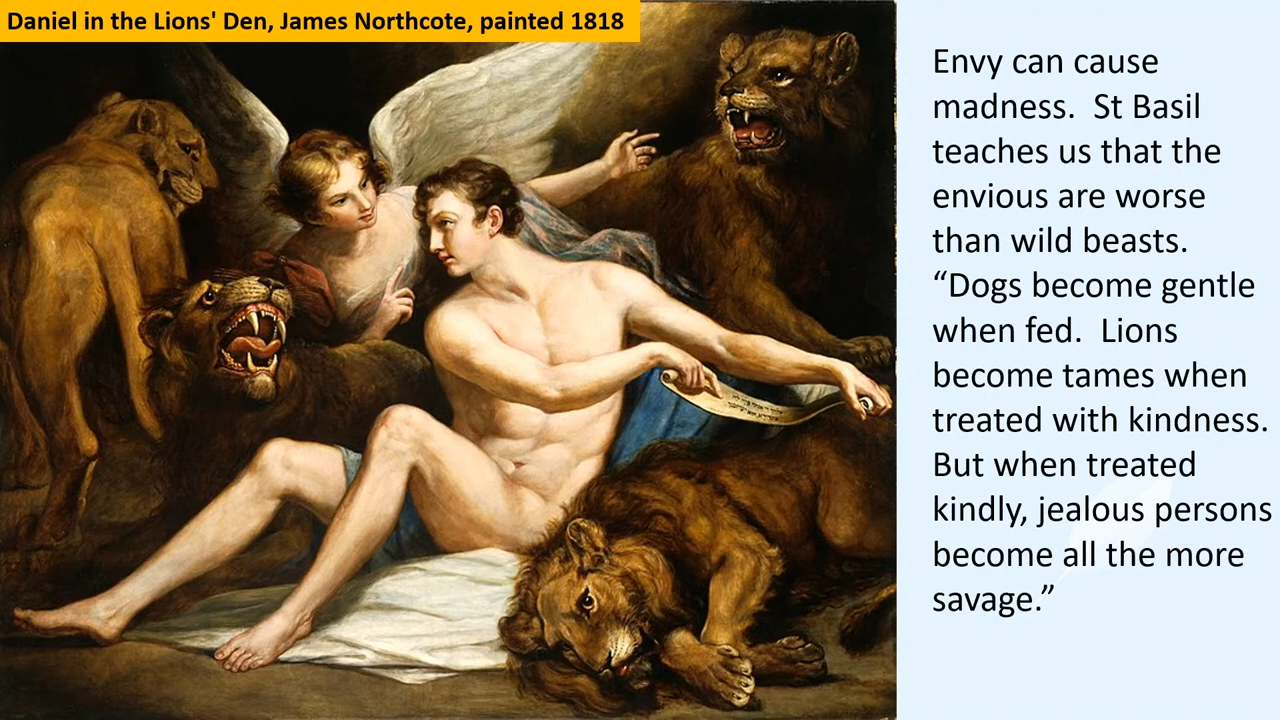 Daniel in the Lions' Den, James Northcote, painted 1818
Envy can cause
madness.  St Basil
teaches us that the
envious are worse
than wild beasts.
“Dogs become gentle
when fed.  Lions
become tames when
treated with kindness.
But when treated
kindly, jealous persons
become all the more
savage.”